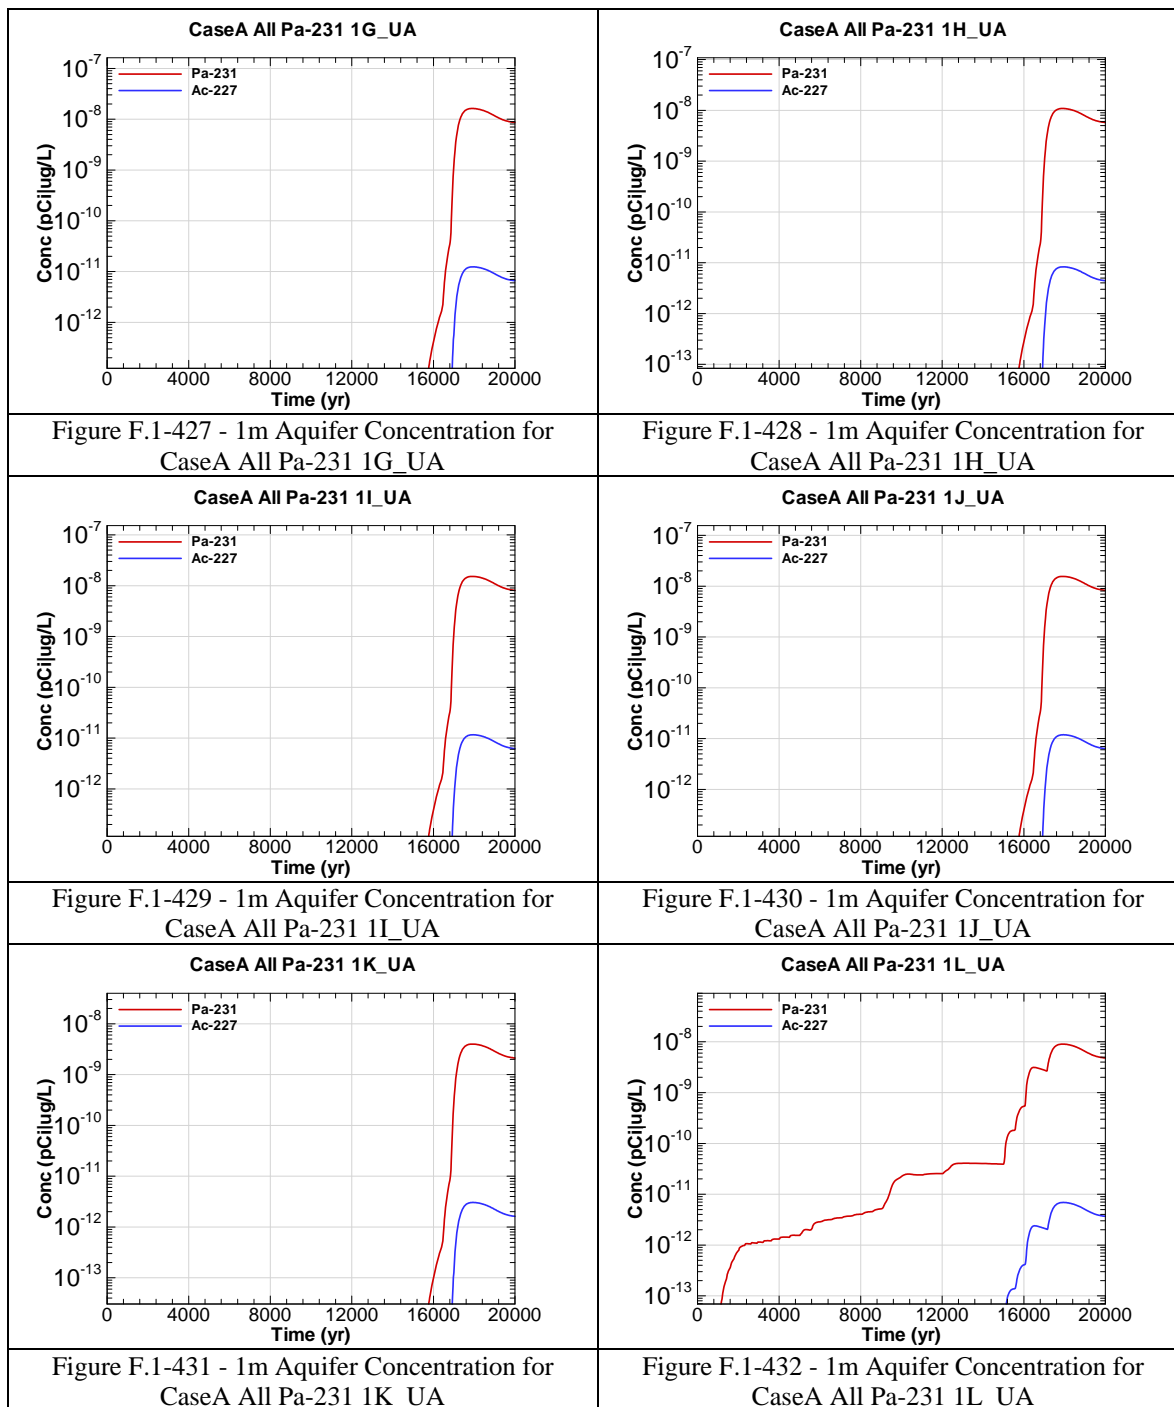 CaseA All Pa-231 1G_UA
Pa-231
Ac-227
Conc (pCi|ug/L)
10-7
10-8
10-9
10-10
10-11
10-12
0 4000 8000 12000 16000 20000
Time (yr)
Figure F.1-427 - 1m Aquifer Concentration for
CaseA All Pa-231 1G_UA
CaseA All Pa-231 1H_UA
Pa-231
Ac-227
Conc (pCi|ug/L)
10-7
10-8
10-9
10-10
10-11
10-12
10-13
0 4000 8000 12000 16000 20000
Time (yr)
Figure F.1-428 - 1m Aquifer Concentration for
CaseA All Pa-231 1H_UA
CaseA All Pa-231 1I_UA
Pa-231
Ac-227
Conc (pCi|ug/L)
10-7
10-8
10-9
10-10
10-11
10-12
0 4000 8000 12000 16000 20000
Time (yr)
Figure F.1-429 - 1m Aquifer Concentration for
CaseA All Pa-231 1I_UA
CaseA All Pa-231 1J_UA
Pa-231
Ac-227
Conc (pCi|ug/L)
10-7
10-8
10-9
10-10
10-11
10-12
0 4000 8000 12000 16000 20000
Time (yr)
Figure F.1-430 - 1m Aquifer Concentration for
CaseA All Pa-231 1J_UA
CaseA All Pa-231 1K_UA
Pa-231
Ac-227
Conc (pCi|ug/L)
10-8
10-9
10-10
10-11
10-12
10-13
0 4000 8000 12000 16000 20000
Time (yr)
Figure F.1-431 - 1m Aquifer Concentration for
CaseA All Pa-231 1K_UA
CaseA All Pa-231 1L_UA
Pa-231
Ac-227
Conc (pCi|ug/L)
10-8
10-9
10-10
10-11
10-12
10-13
0 4000 8000 12000 16000 20000
Time (yr)
Figure F.1-432 - 1m Aquifer Concentration for
CaseA All Pa-231 1L_UA